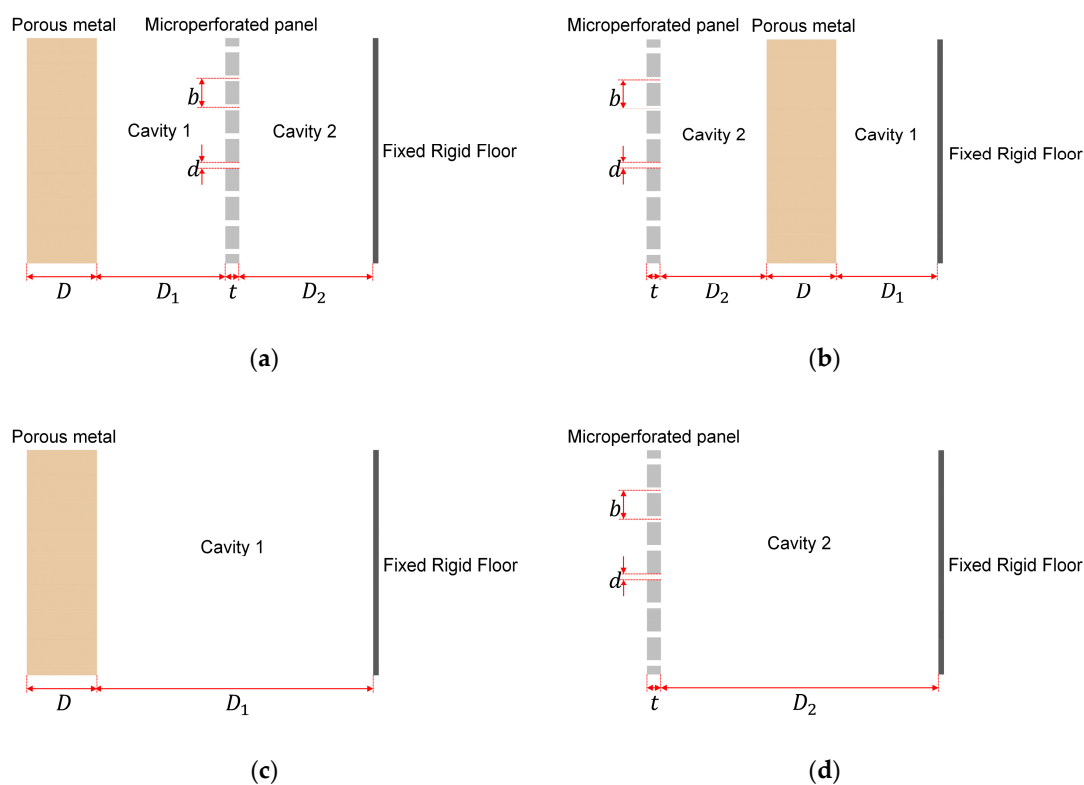 Porous metal
Microperforated panel
b
d
Cavity 1
Cavity 2
Fixed Rigid Floor
D
D₁
t
D₂
(a)
Microperforated panel
Porous metal
b
d
Cavity 2
Cavity 1
Fixed Rigid Floor
t
D₂
D
D₁
(b)
Porous metal
Cavity 1
Fixed Rigid Floor
D
D₁
(c)
Microperforated panel
b
d
Cavity 2
Fixed Rigid Floor
t
D₂
(d)